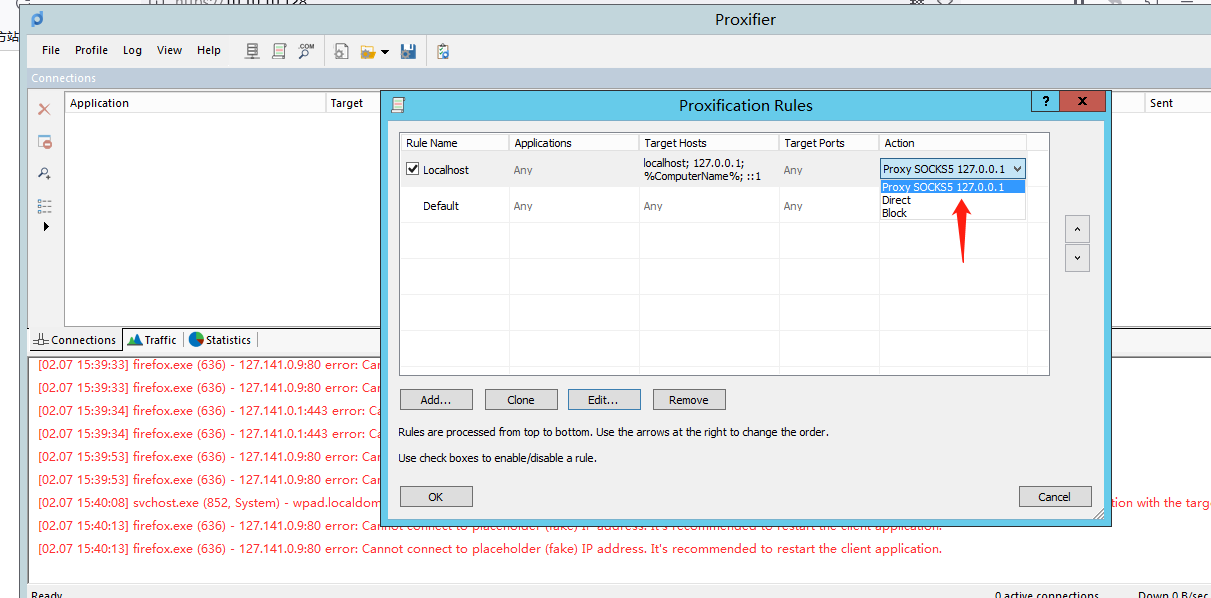 Proxifier
方站
File Profile Log View Help
.COM
Connections
Application Target Sent
Proxification Rules
? X
Rule Name Applications Target Hosts Target Ports Action
Localhost Any localhost; 127.0.0.1; Any Proxy SOCKS5 127.0.0.1
%ComputerName%; ::1
Proxy SOCKS5 127.0.0.1
Direct
Block
Default Any Any Any
Connections Traffic Statistics
[02.07 15:39:33] firefox.exe (636) - 127.141.0.9:80 error:
[02.07 15:39:33] firefox.exe (636) - 127.141.0.9:80 error:
[02.07 15:39:34] firefox.exe (636) - 127.141.0.1:443 error:
[02.07 15:39:34] firefox.exe (636) - 127.141.0.1:443 error:
[02.07 15:39:53] firefox.exe (636) - 127.141.0.9:80 error:
[02.07 15:39:53] firefox.exe (636) - 127.141.0.9:80 error:
[02.07 15:40:08] svchost.exe (852, System) - wpad.localdom tion with the targ
[02.07 15:40:13] firefox.exe (636) - 127.141.0.9:80 error: Cannot connect to placeholder (fake) IP address. It's recommended to restart the client application.
[02.07 15:40:13] firefox.exe (636) - 127.141.0.9:80 error: Cannot connect to placeholder (fake) IP address. It's recommended to restart the client application.
Add... Clone Edit... Remove
Rules are processed from top to bottom. Use the arrows at the right to change the order.
Use check boxes to enable/disable a rule.
OK Cancel
Ready 0 active connections Down 0 B/sec